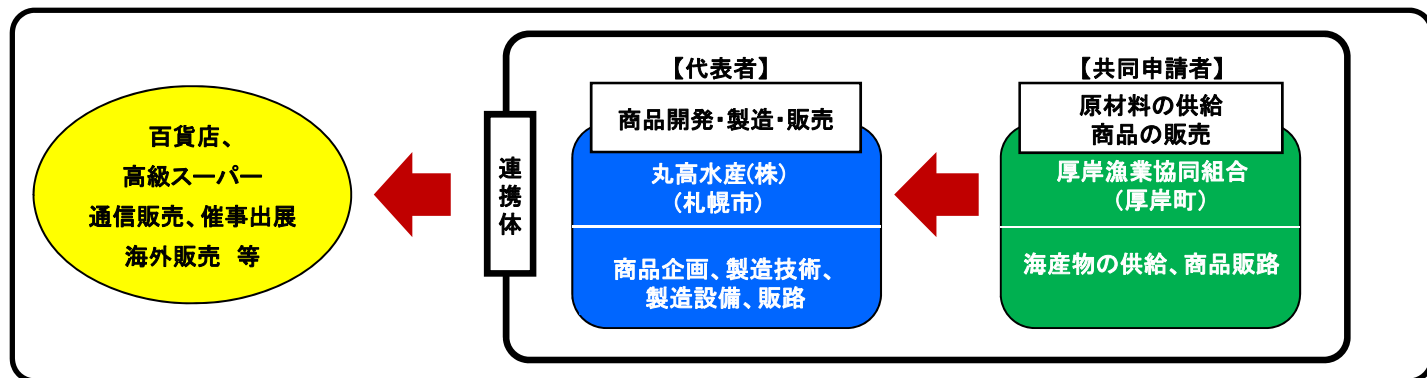 百貨店、
高級スーパー
通信販売、催事出展
海外販売　等
連携体
【代表者】
商品開発・製造・販売
丸高水産(株)
(札幌市)
商品企画、製造技術、
製造設備、販路
【共同申請者】
原材料の供給
商品の販売
厚岸漁業協同組合
(厚岸町)
海産物の供給、商品販路